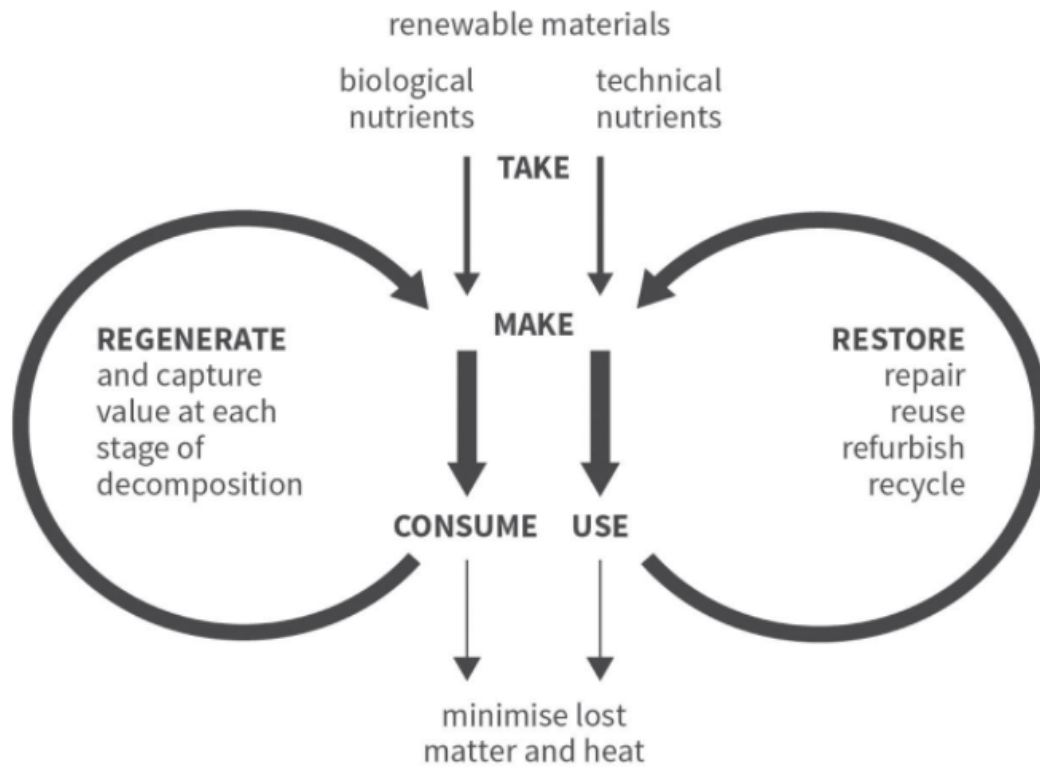 renewable materials
biological
nutrients
technical
nutrients
TAKE
MAKE
REGENERATE
and capture
value at each
stage of
decomposition
RESTORE
repair
reuse
refurbish
recycle
CONSUME
USE
minimise lost
matter and heat